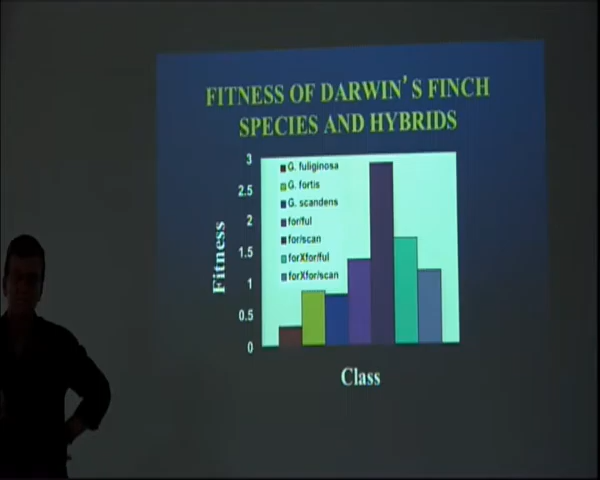 FITNESS OF DARWIN'S FINCH
SPECIES AND HYBRIDS
3
2.5
2
1.5
1
0.5
0
Fitness
G. fuliginosa
G. fortis
G. scandens
for/ful
for/scan
forXfor/ful
forXfor/scan
Class